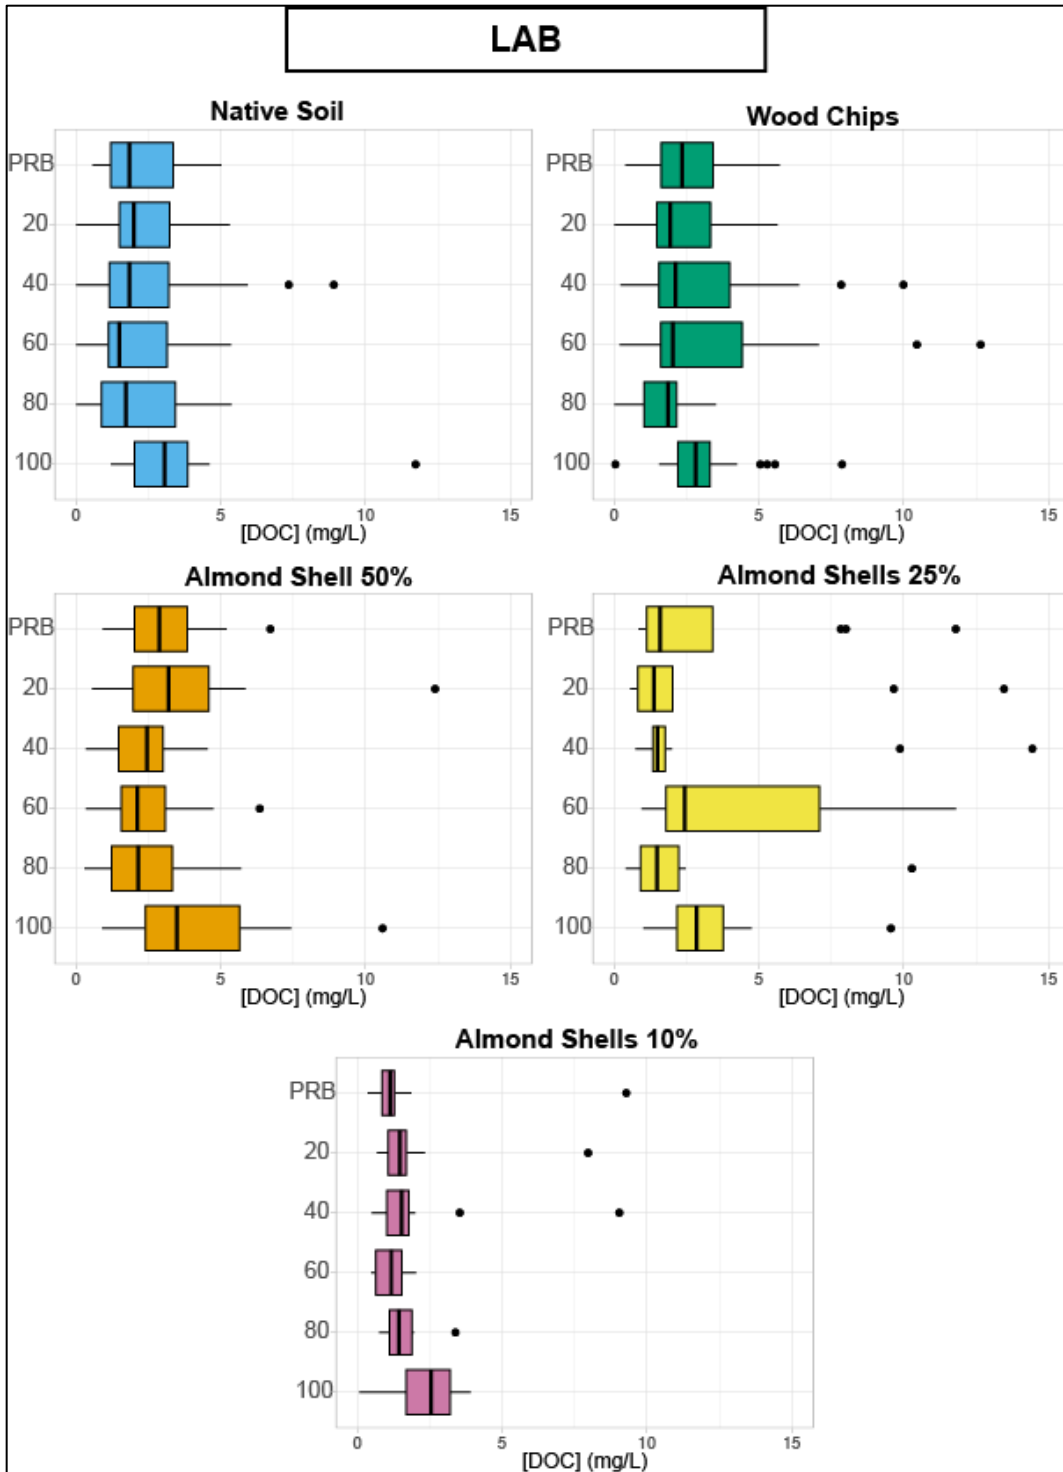 LAB
Native Soil
PRB
20
40
60
80
100
0 5 10 15
[DOC] (mg/L)
Wood Chips
PRB
20
40
60
80
100
0 5 10 15
[DOC] (mg/L)
Almond Shell 50%
PRB
20
40
60
80
100
0 5 10 15
[DOC] (mg/L)
Almond Shells 25%
PRB
20
40
60
80
100
0 5 10 15
[DOC] (mg/L)
Almond Shells 10%
PRB
20
40
60
80
100
0 5 10 15
[DOC] (mg/L)